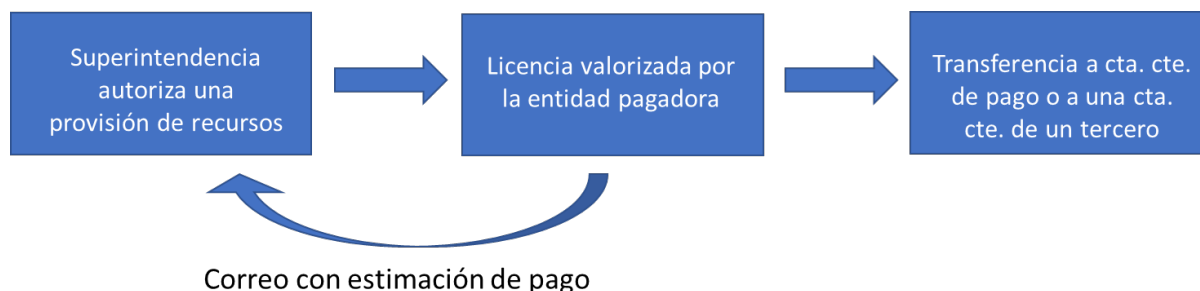 Superintendencia
autoriza una
provisión de recursos
Licencia valorizada por
la entidad pagadora
Transferencia a cta. cte.
de pago o a una cta.
cte. de un tercero
Correo con estimación de pago